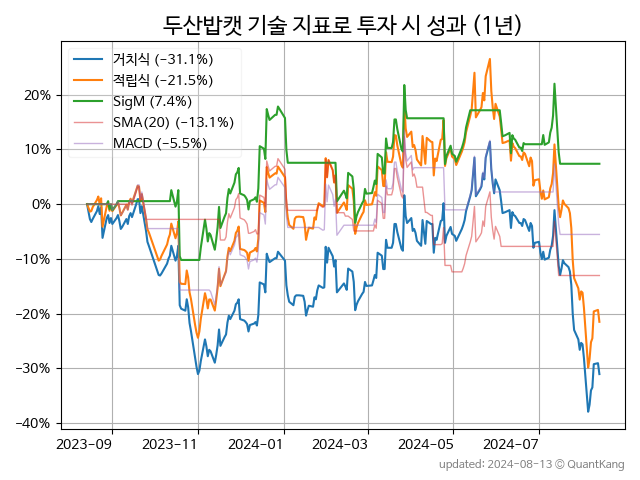 두산밥캣 기술 지표로 투자 시 성과 (1년)
거치식 (−31.1%)
적립식 (−21.5%)
SigM (7.4%)
SMA(20) (−13.1%)
MACD (−5.5%)
20%
10%
0%
−10%
−20%
−30%
−40%
2023-09 2023-11 2024-01 2024-03 2024-05 2024-07
updated: 2024-08-13 © QuantKang